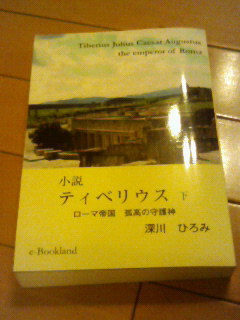 Tiberius Julius Caesar Augustus
the emperor of Roma
小説
ティベリウス 下
ローマ帝国 孤高の守護神
深川 ひろみ
e-Bookland